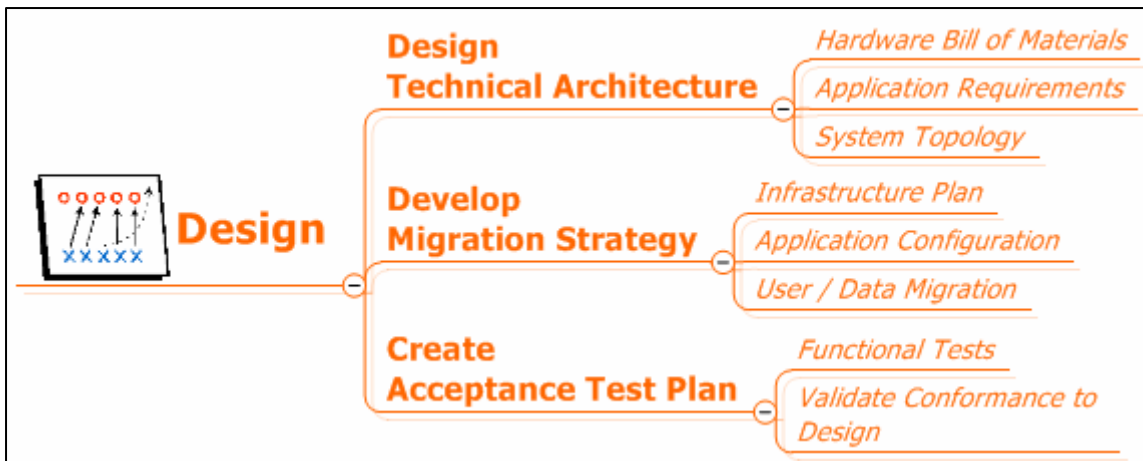 Design
Design
Technical Architecture
Hardware Bill of Materials
Application Requirements
System Topology
Develop
Migration Strategy
Infrastructure Plan
Application Configuration
User / Data Migration
Create
Acceptance Test Plan
Functional Tests
Validate Conformance to
Design